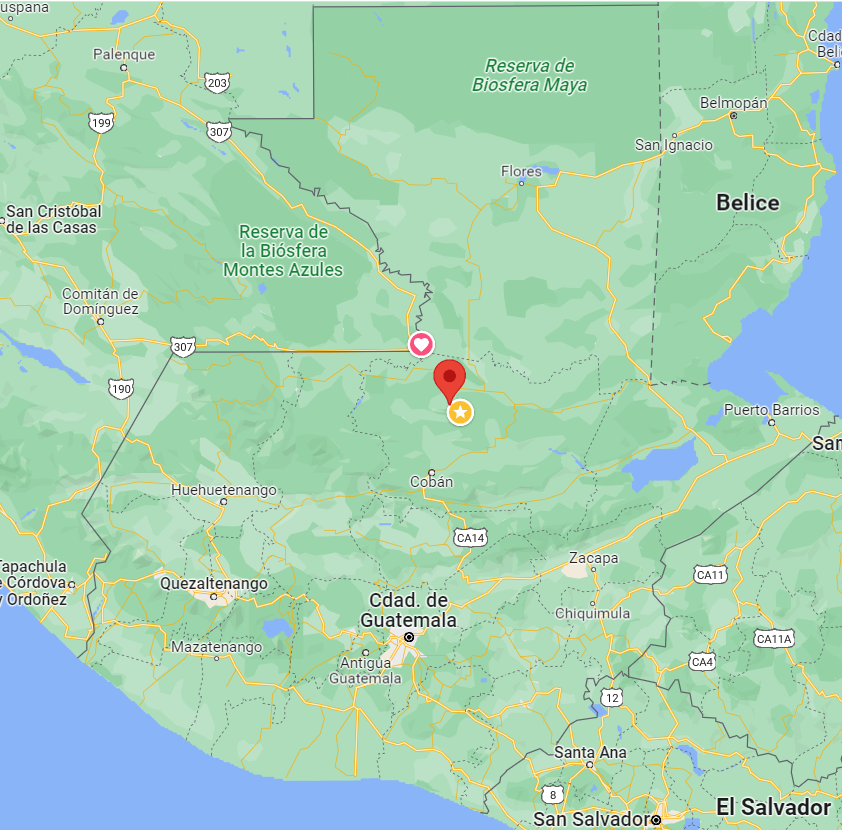 uspana
Palenque
203
199
307
Reserva de
Biosfera Maya
Cdad
Beli
Belmopán
San Ignacio
Flores
Belice
San Cristóbal
de las Casas
Reserva de
la Biósfera
Montes Azules
Comitán de
Dominguez
307
190
Puerto Barrios
San
Cobán
Huehuetenango
CA14
Tapachula
e Córdova
y Ordoñez
Quezaltenango
Zacapa
CA11
Cdad. de
Guatemala
Chiquimula
CA11A
Mazatenango
Antigua
Guatemala
CA4
12
Santa Ana
8
San Salvador
El Salvador